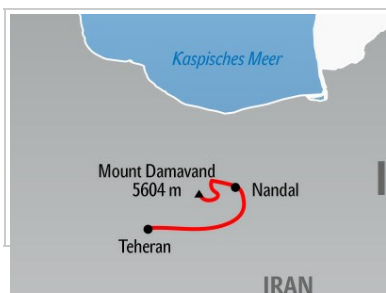 Kaspisches Meer
Mount Damavand
5604 m
Nandal
Teheran
I
IRAN